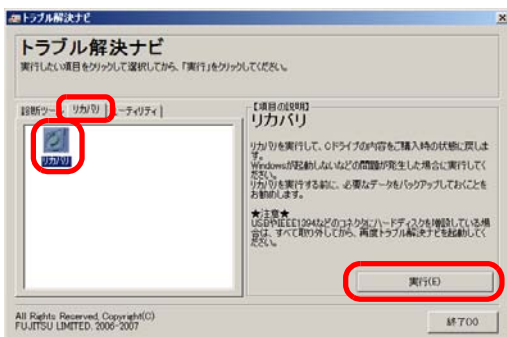 トラブル解決ナビ
トラブル解決ナビ
実行したい項目をクリックして選択してから、「実行」をクリックしてください。
診断ツール リカバリ ユーティリティ
リカバリ
【項目の説明】
リカバリ
リカバリを実行して、Cドライブの内容をご購入時の状態に戻しま
す。
Windowsが起動しないなどの問題が発生した場合に実行してく
ださい。
リカバリを実行する前に、必要なデータをバックアップしておくことを
お勧めします。
★注意★
USBやIEEE1394などのコネクタにハードディスクを増設している場
合は、すべて取り外してから、再度トラブル解決ナビを起動してく
ださい。
実行(E)
All Rights Reserved, Copyright(C)
FUJITSU LIMITED. 2006-2007
終了(X)